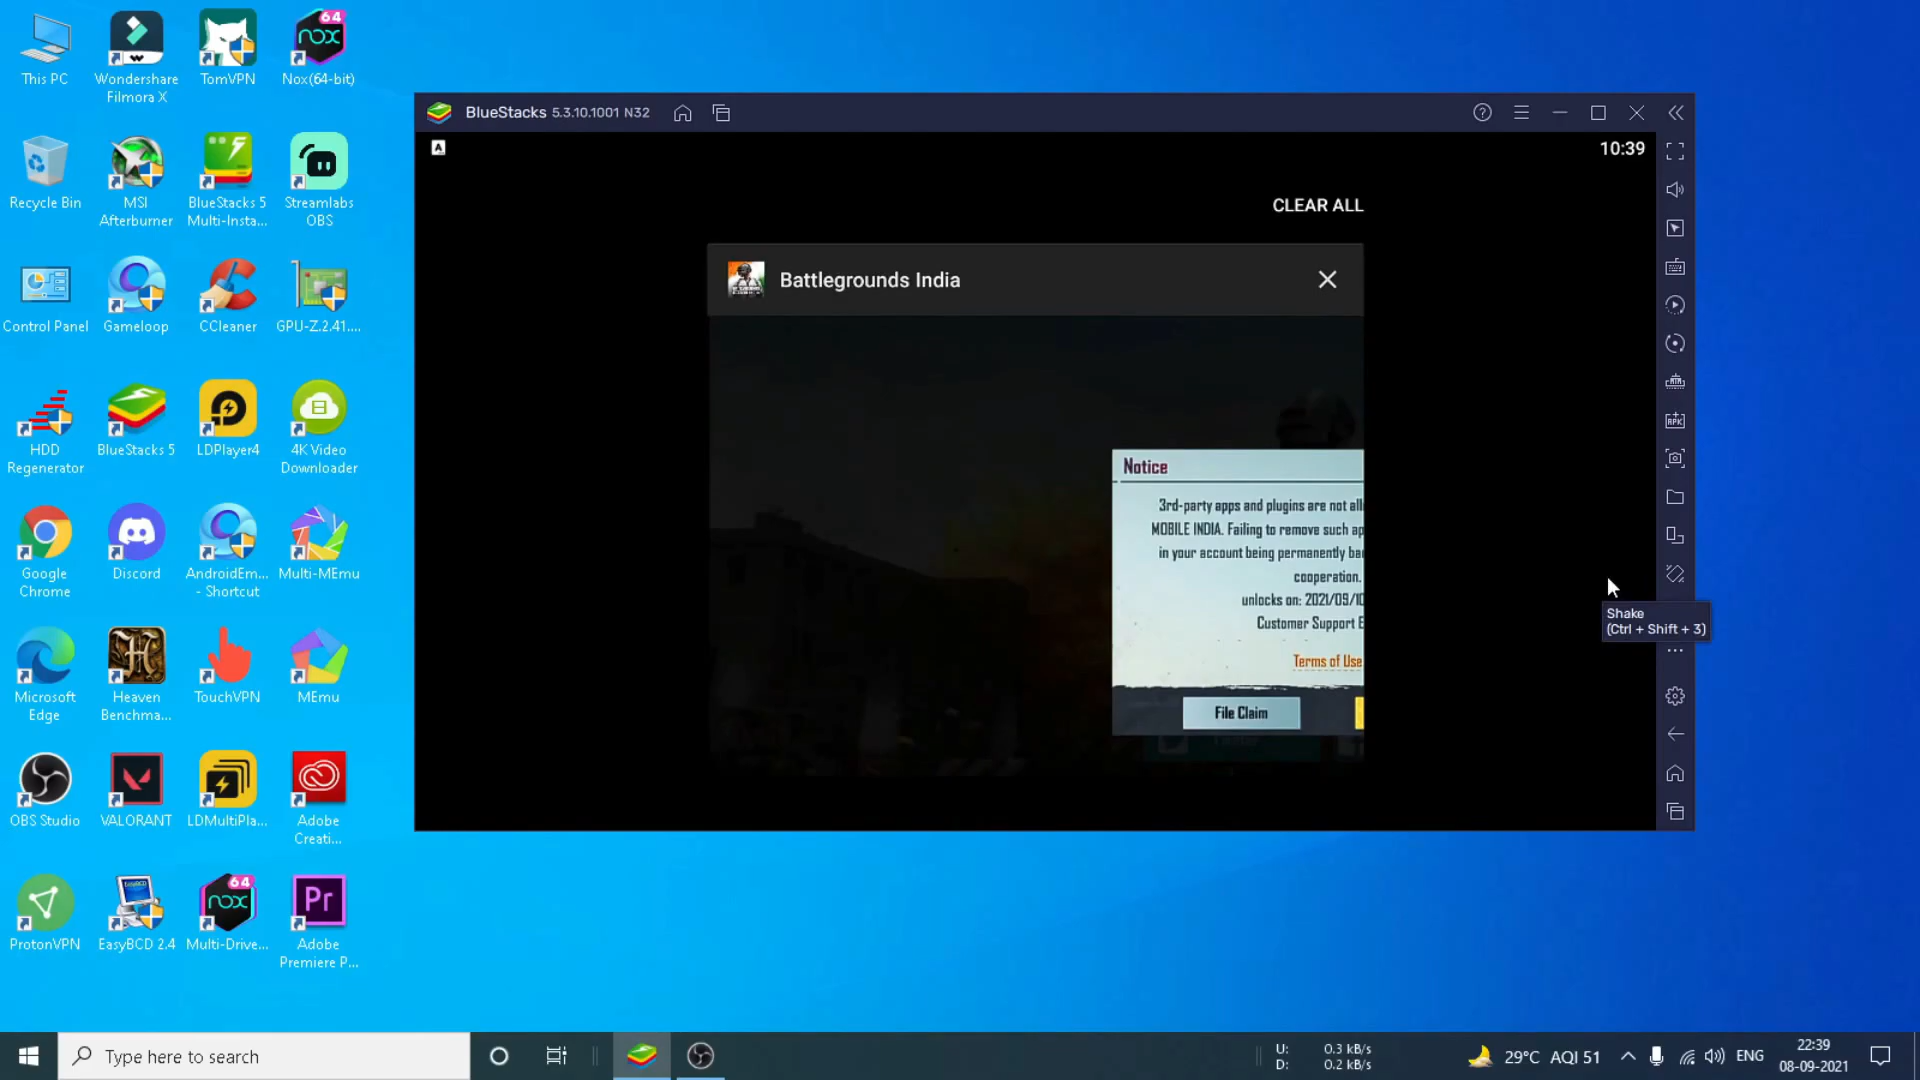 This PC
Wondershare
Filmora X
TomVPN
Nox(64-bit)
Recycle Bin
MSI
Afterburner
BlueStacks 5
Multi-Insta...
Streamlabs
OBS
Control Panel
Gameloop
CCleaner
GPU-Z.2.41....
HDD
Regenerator
BlueStacks 5
LDPlayer4
4K Video
Downloader
Google
Chrome
Discord
AndroidEm...
- Shortcut
Multi-MEmu
Microsoft
Edge
Heaven
Benchma...
TouchVPN
MEmu
OBS Studio
VALORANT
LDMultiPla...
Adobe
Creati...
ProtonVPN
EasyBCD 2.4
Multi-Drive...
Adobe
Premiere P...
BlueStacks 5.3.10.1001 N32
10:39
CLEAR ALL
Battlegrounds India
Notice
3rd-party apps and plugins are not all
MOBILE INDIA. Failing to remove such ap
in your account being permanently ba
cooperation.
unlocks on: 2021/09/10
Customer Support E
Terms of Use
File Claim
Shake
(Ctrl + Shift + 3)
Type here to search
U: 0.3 kB/s
D: 0.2 kB/s
29°C AQI 51
ENG
22:39
08-09-2021